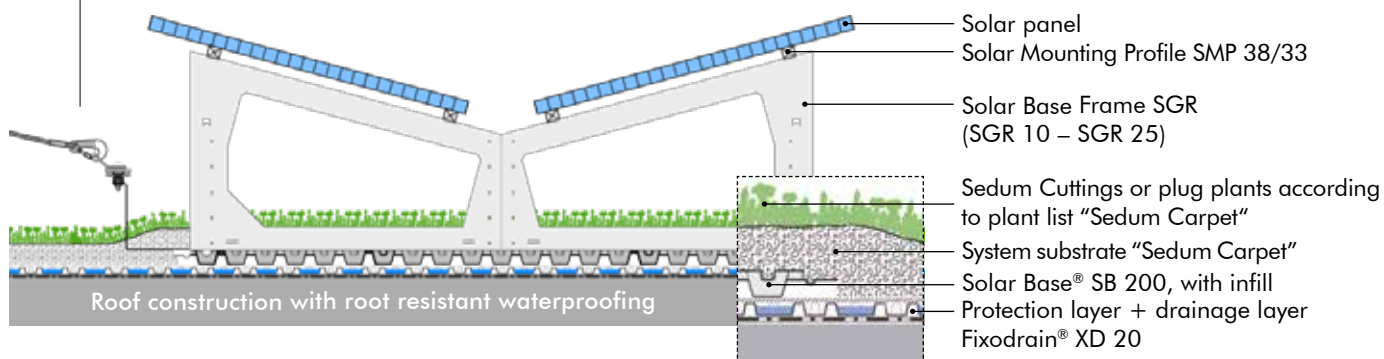 Solar panel
Solar Mounting Profile SMP 38/33
Solar Base Frame SGR
(SGR 10 – SGR 25)
Sedum Cuttings or plug plants according
to plant list “Sedum Carpet“
System substrate “Sedum Carpet”
Solar Base® SB 200, with infill
Protection layer + drainage layer
Fixodrain® XD 20
Roof construction with root resistant waterproofing